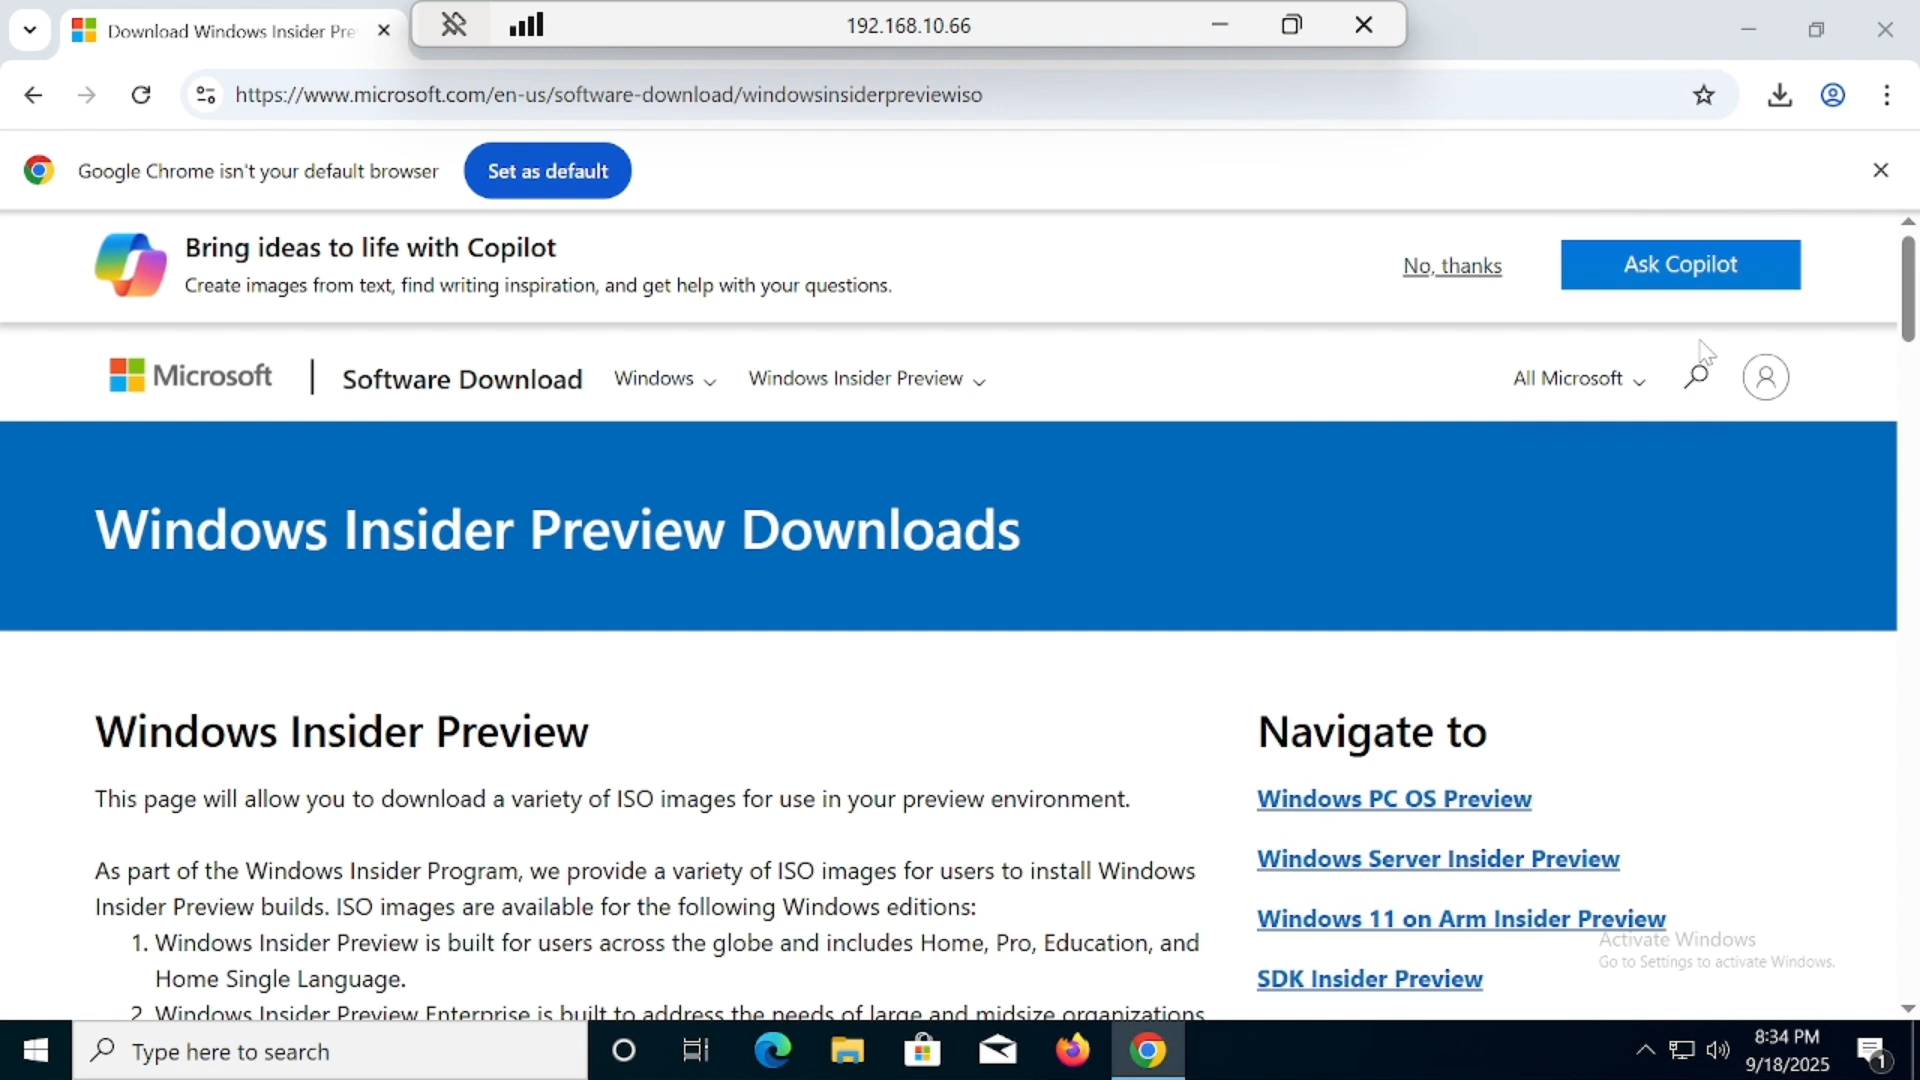 Download Windows Insider Pre
192.168.10.66
https://www.microsoft.com/en-us/software-download/windowsinsiderpreviewiso
Google Chrome isn't your default browser
Set as default
Bring ideas to life with Copilot
Create images from text, find writing inspiration, and get help with your questions.
No, thanks
Ask Copilot
Microsoft
Software Download
Windows
Windows Insider Preview
All Microsoft
Windows Insider Preview Downloads
Windows Insider Preview
This page will allow you to download a variety of ISO images for use in your preview environment.
As part of the Windows Insider Program, we provide a variety of ISO images for users to install Windows
Insider Preview builds. ISO images are available for the following Windows editions:
1. Windows Insider Preview is built for users across the globe and includes Home, Pro, Education, and
Home Single Language.
2. Windows Insider Preview Enterprise is built to address the needs of large and midsize organizations
Navigate to
Windows PC OS Preview
Windows Server Insider Preview
Windows 11 on Arm Insider Preview
SDK Insider Preview
Activate Windows
Go to Settings to activate Windows.
Type here to search
8:34 PM
9/18/2025
1